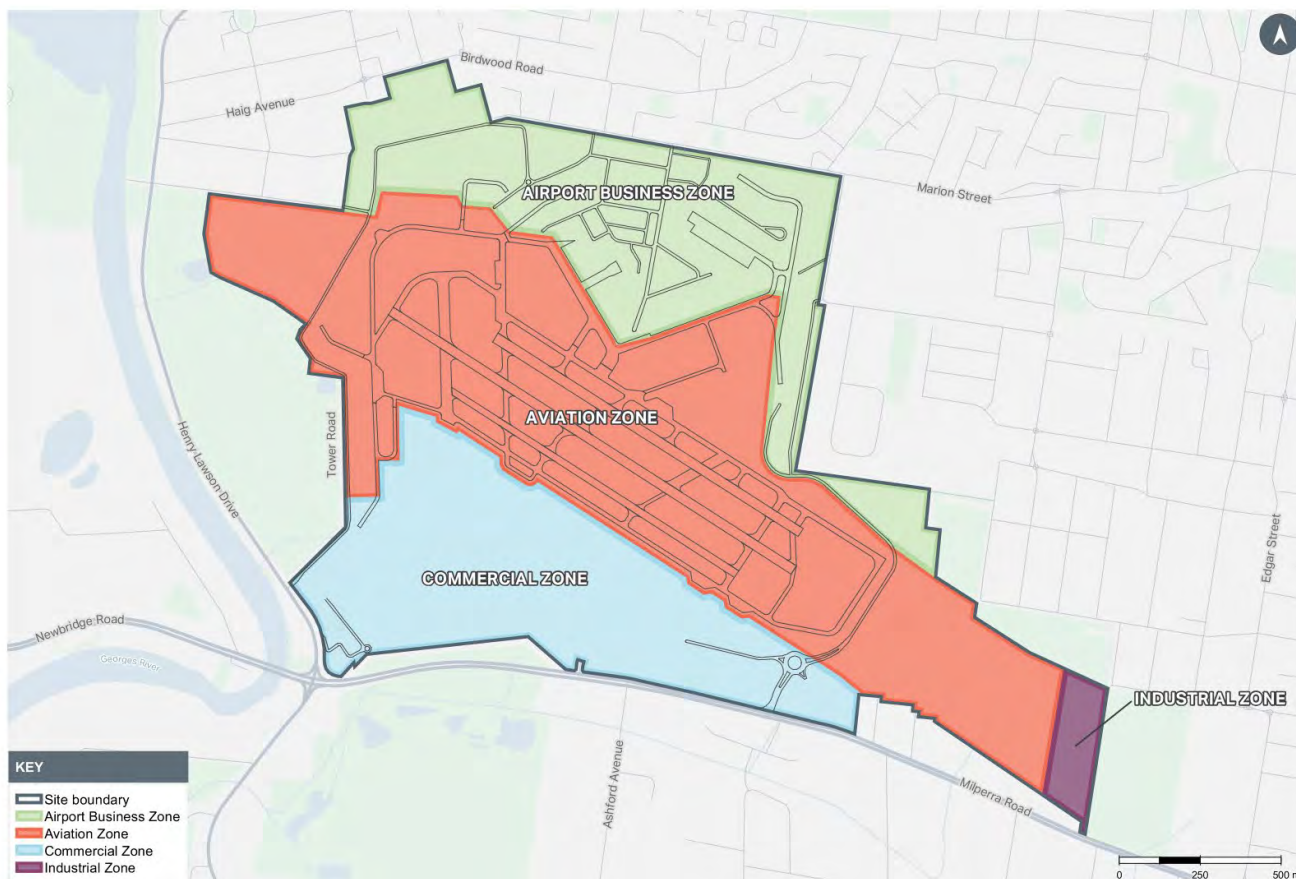 Birdwood Road
Haig Avenue
AIRPORT BUSINESS ZONE
Marion Street
AVIATION ZONE
Tower Road
Henry Lawson Drive
Edgar Street
COMMERCIAL ZONE
Newbridge Road
Georges River
INDUSTRIAL ZONE
Ashford Avenue
Milperra Road
KEY
Site boundary
Airport Business Zone
Aviation Zone
Commercial Zone
Industrial Zone
0 250 500 m